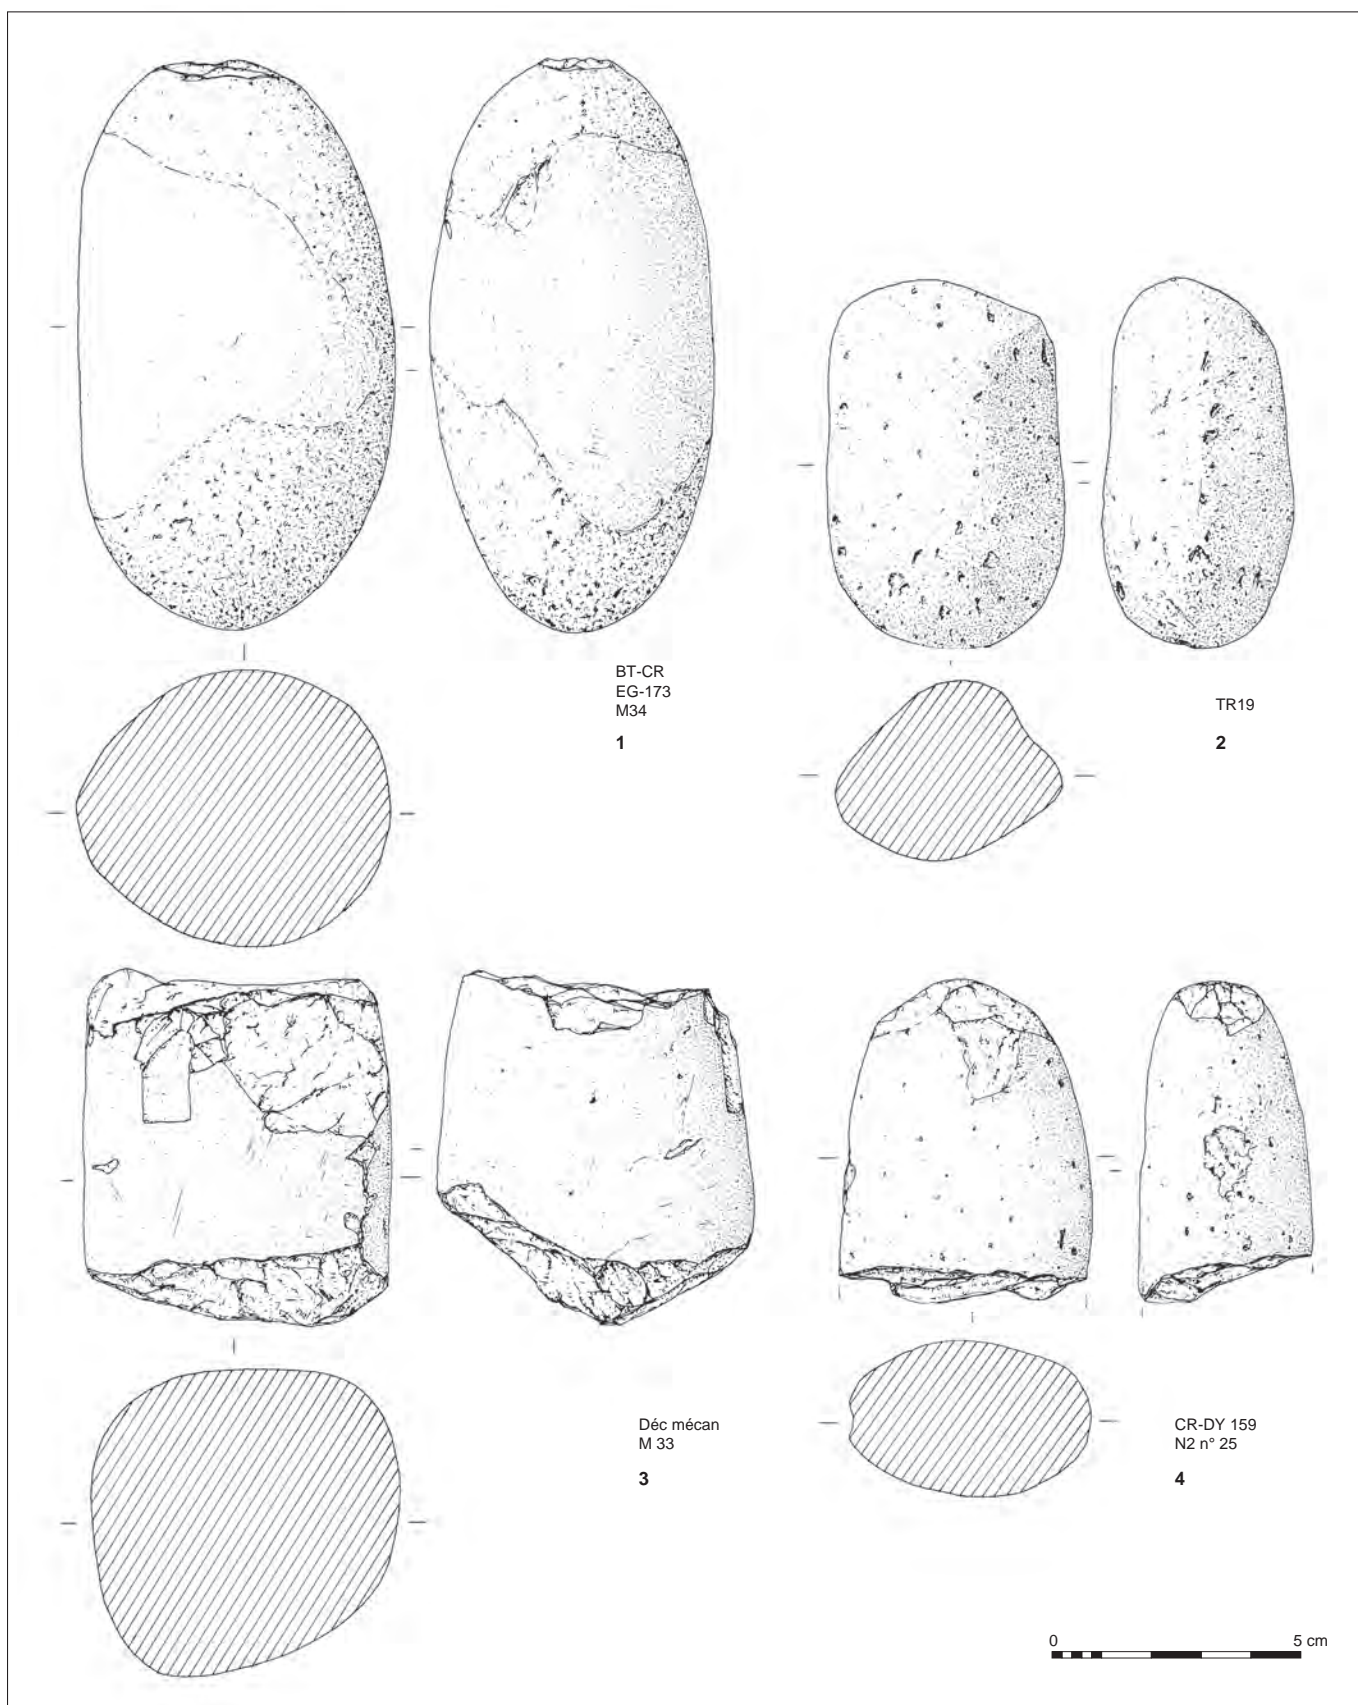 BT-CR
EG-173
M34
1
TR19
2
Déc mécan
M 33
3
CR-DY 159
N2 n° 25
4
0 5 cm